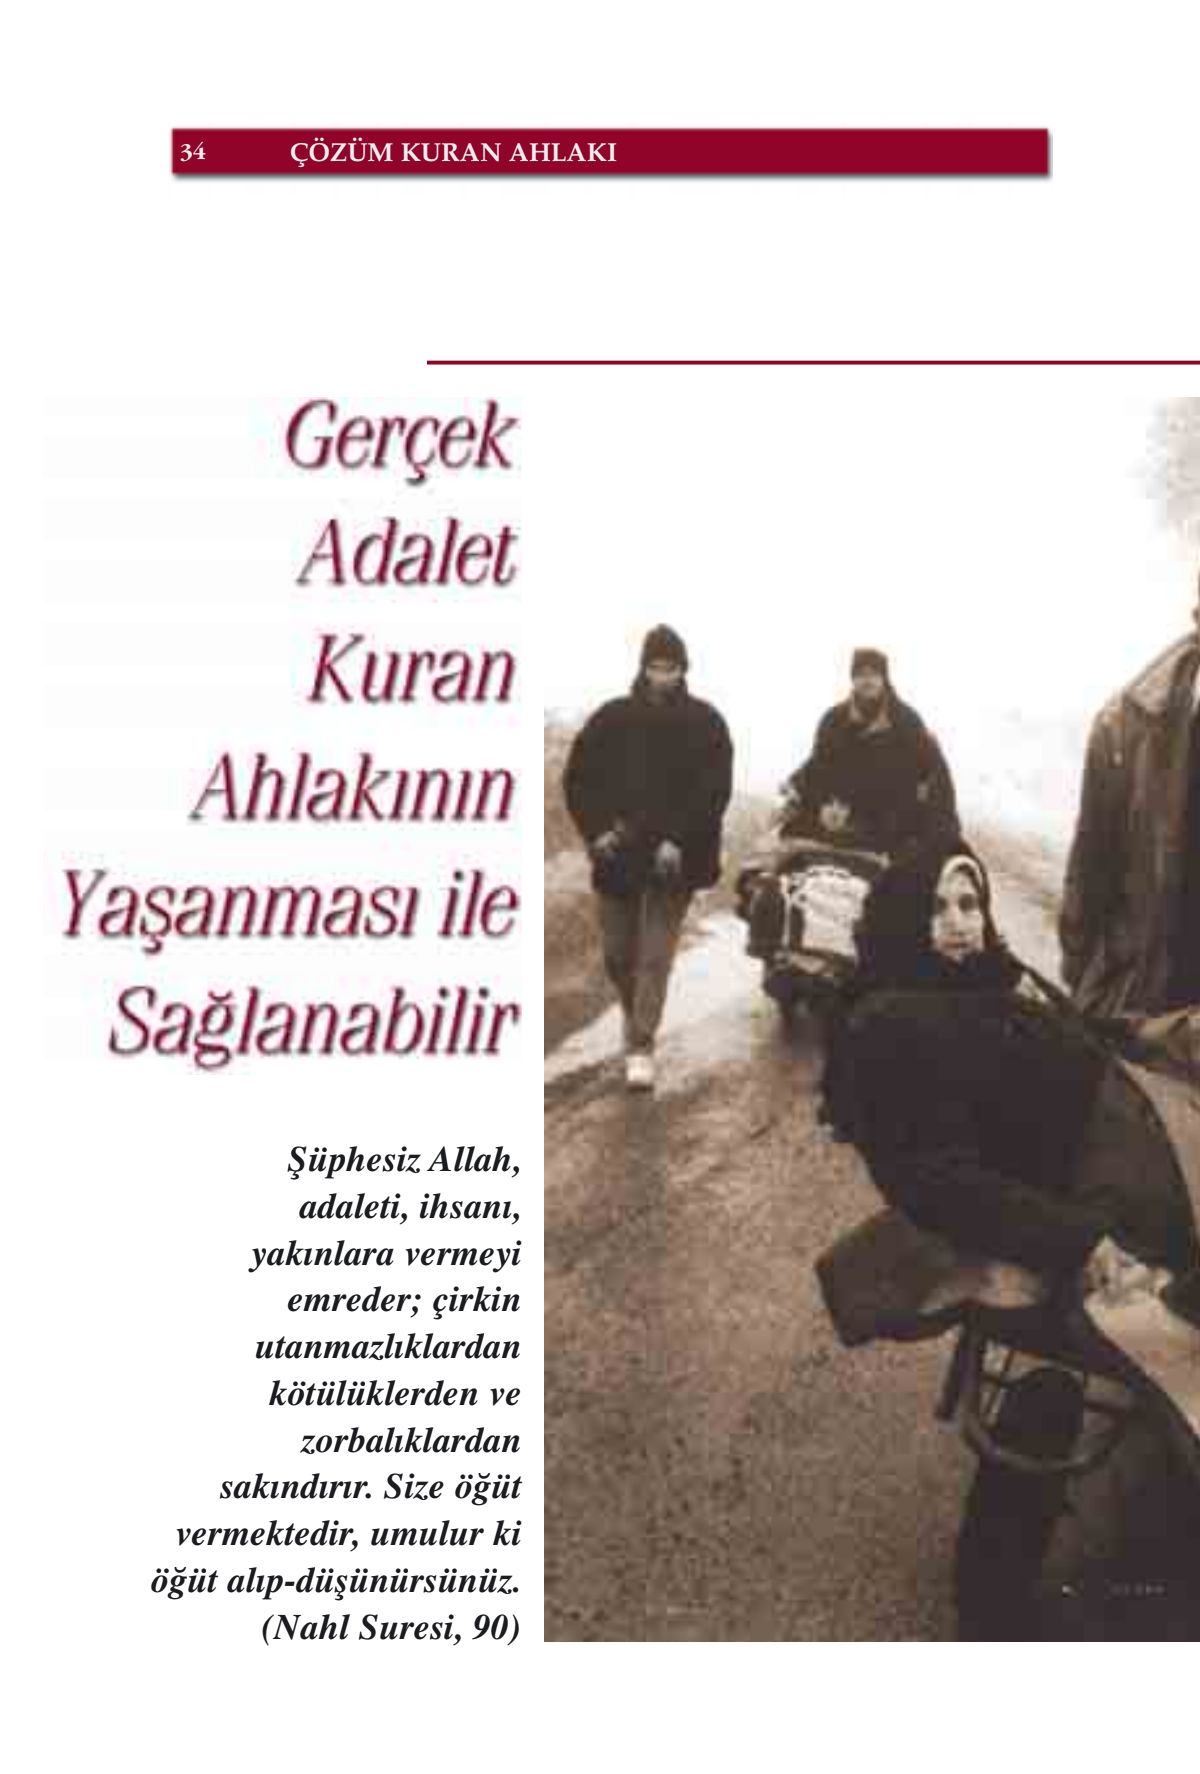 34 ÇÖZÜM KURAN AHLAKI
Gerçek
Adalet
Kuran
Ahlakının
Yaşanması ile
Sağlanabilir
Şüphesiz Allah,
adaleti, ihsanı,
yakınlara vermeyi
emreder; çirkin
utanmazlıklardan
kötülüklerden ve
zorbalıklardan
sakındırır. Size öğüt
vermektedir, umulur ki
öğüt alıp-düşünürsünüz.
(Nahl Suresi, 90)